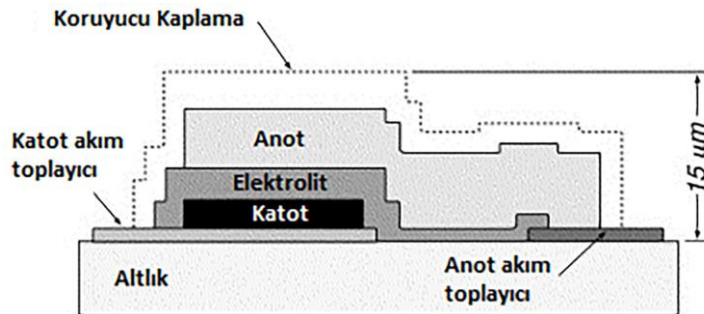 Koruyucu Kaplama
Katot akım
toplayıcı
Anot
Elektrolit
Katot
15 um
Altlık
Anot akım
toplayıcı